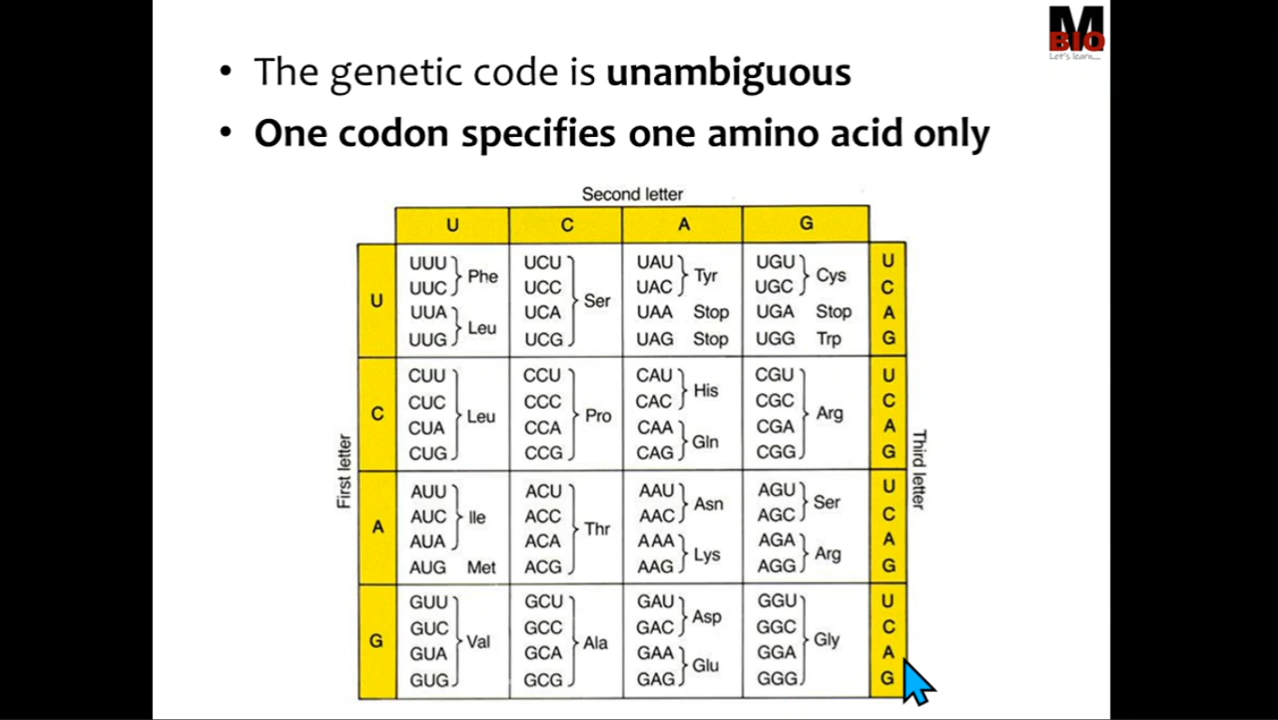 M
BIO
Let's learn....
• The genetic code is unambiguous
• One codon specifies one amino acid only
Second letter
U C A G
First letter
Third letter
U
UUU Phe UCU Ser UAU Tyr UGU Cys U
UUC UCC UAC UGC C
UUA Leu UCA UAA Stop UGA Stop A
UUG UCG UAG Stop UGG Trp G
C
CUU Leu CCU Pro CAU His CGU Arg U
CUC CCC CAC CGC C
CUA CCA CAA Gln CGA A
CUG CCG CAG CGG G
A
AUU Ile ACU Thr AAU Asn AGU Ser U
AUC ACC AAC AGC C
AUA ACA AAA Lys AGA Arg A
AUG Met ACG AAG AGG G
G
GUU Val GCU Ala GAU Asp GGU Gly U
GUC GCC GAC GGC C
GUA GCA GAA Glu GGA A
GUG GCG GAG GGG G